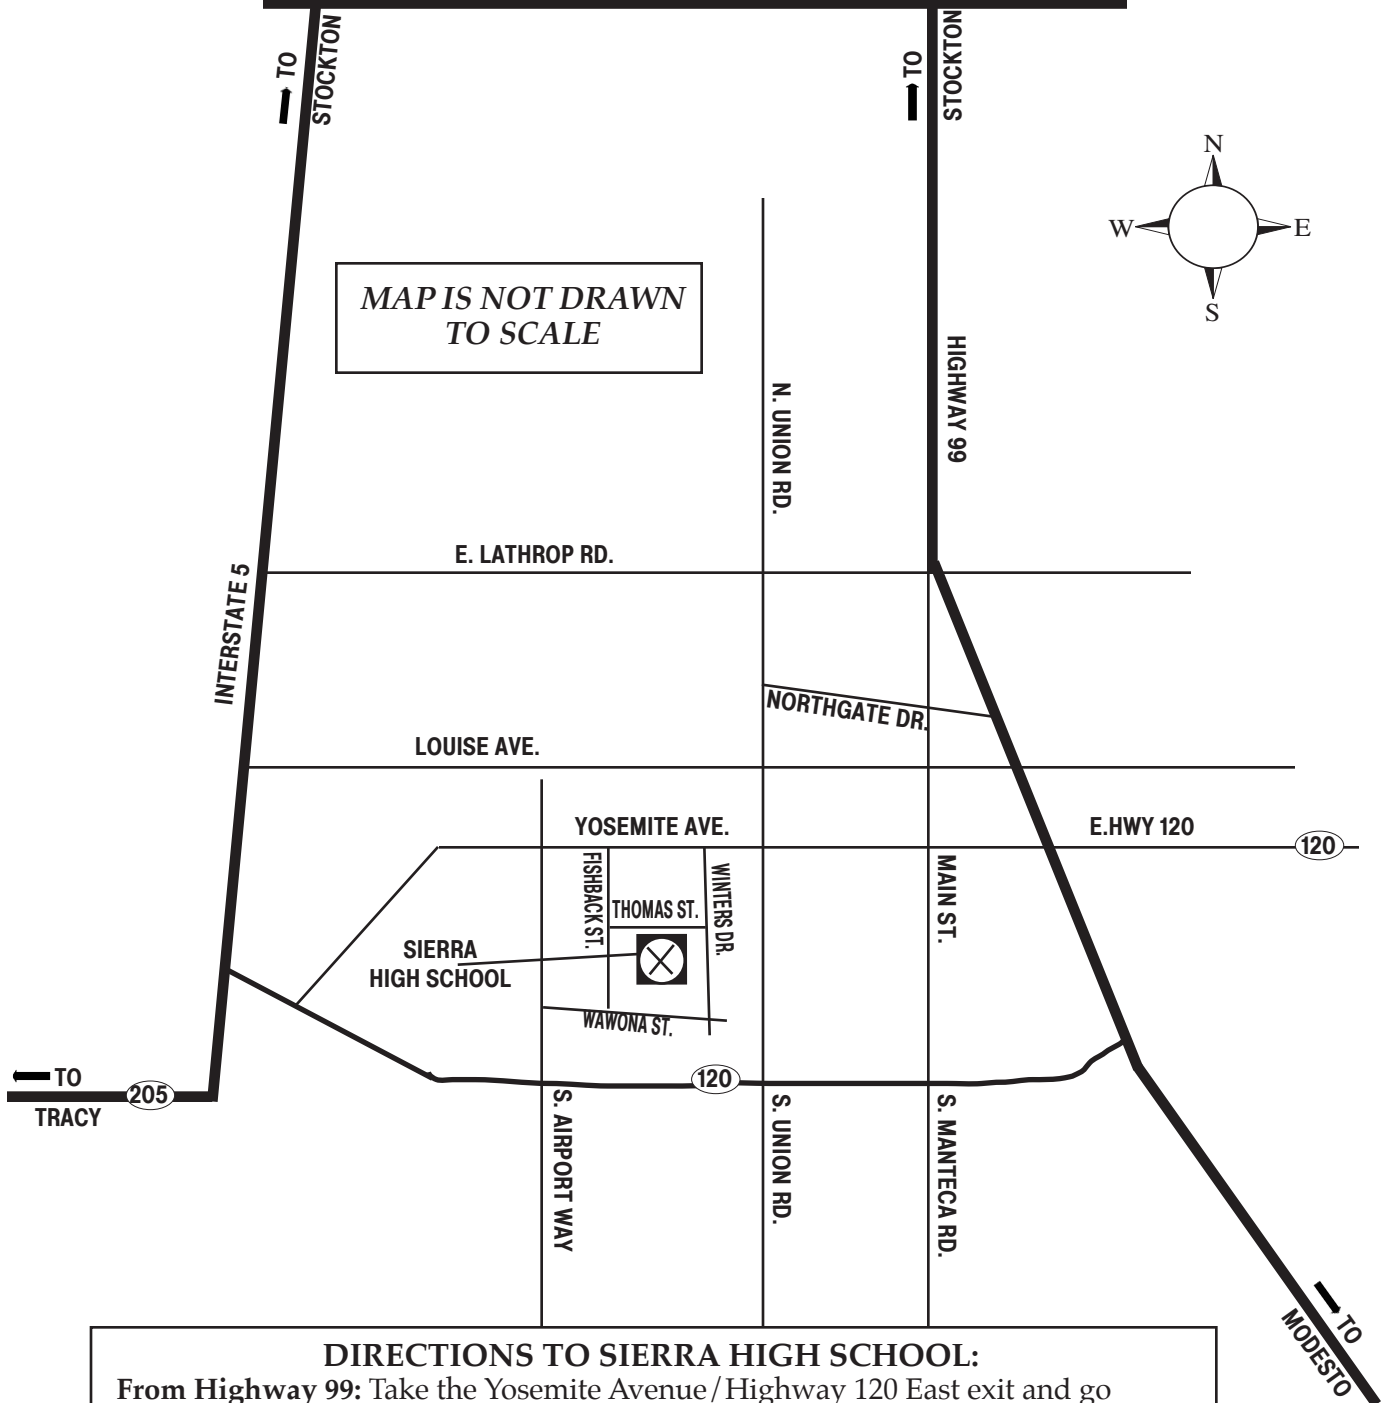 TO
STOCKTON
TO
STOCKTON
N
W
E
S
MAP IS NOT DRAWN
TO SCALE
HIGHWAY 99
N. UNION RD.
E. LATHROP RD.
INTERSTATE 5
NORTHGATE DR.
LOUISE AVE.
YOSEMITE AVE.
E.HWY 120
120
FISHBACK ST.
THOMAS ST.
WINTERS DR.
MAIN ST.
SIERRA
HIGH SCHOOL
WAWONA ST.
TO
TRACY
205
120
S. AIRPORT WAY
S. UNION RD.
S. MANTECA RD.
TO
MODESTO
DIRECTIONS TO SIERRA HIGH SCHOOL:
From Highway 99: Take the Yosemite Avenue/Highway 120 East exit and go